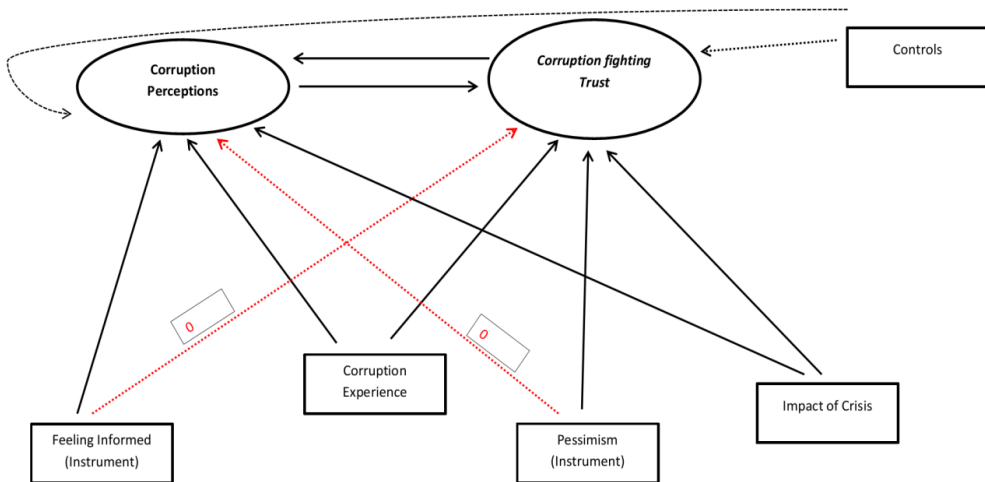 Corruption
Perceptions
Corruption fighting
Trust
Controls
0
0
Corruption
Experience
Impact of Crisis
Feeling Informed
(Instrument)
Pessimism
(Instrument)